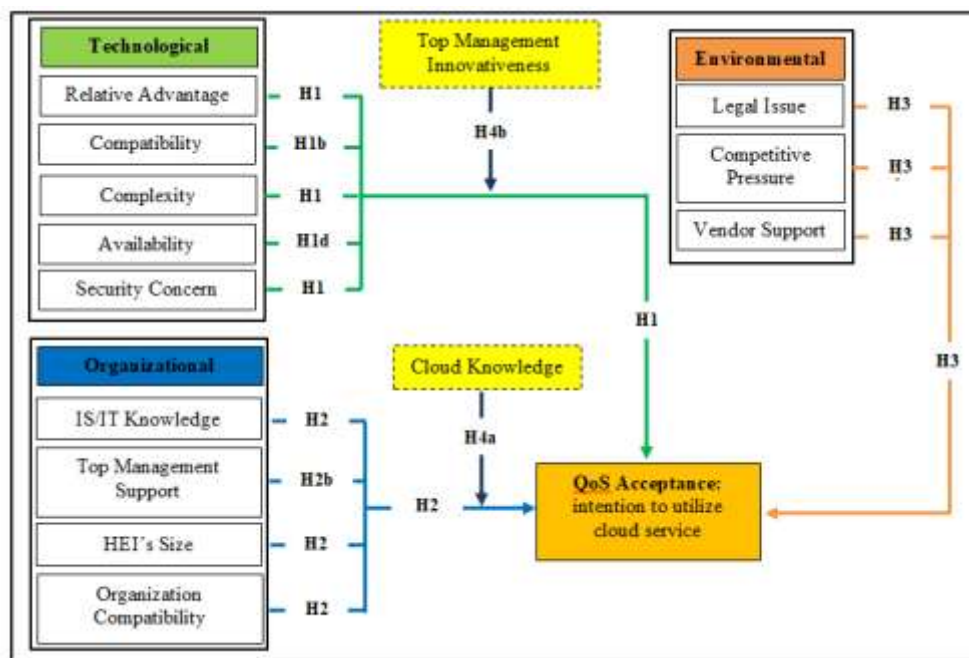 Technological
Relative Advantage
H1
Compatibility
H1b
Complexity
H1
Availability
H1d
Security Concern
H1
Top Management
Innovativeness
H4b
Environmental
Legal Issue
H3
Competitive
Pressure
H3
Vendor Support
H3
H1
H3
Organizational
IS/IT Knowledge
H2
Top Management
Support
H2b
HEI's Size
H2
Organization
Compatibility
H2
Cloud Knowledge
H4a
H2
QoS Acceptance:
intention to utilize
cloud service